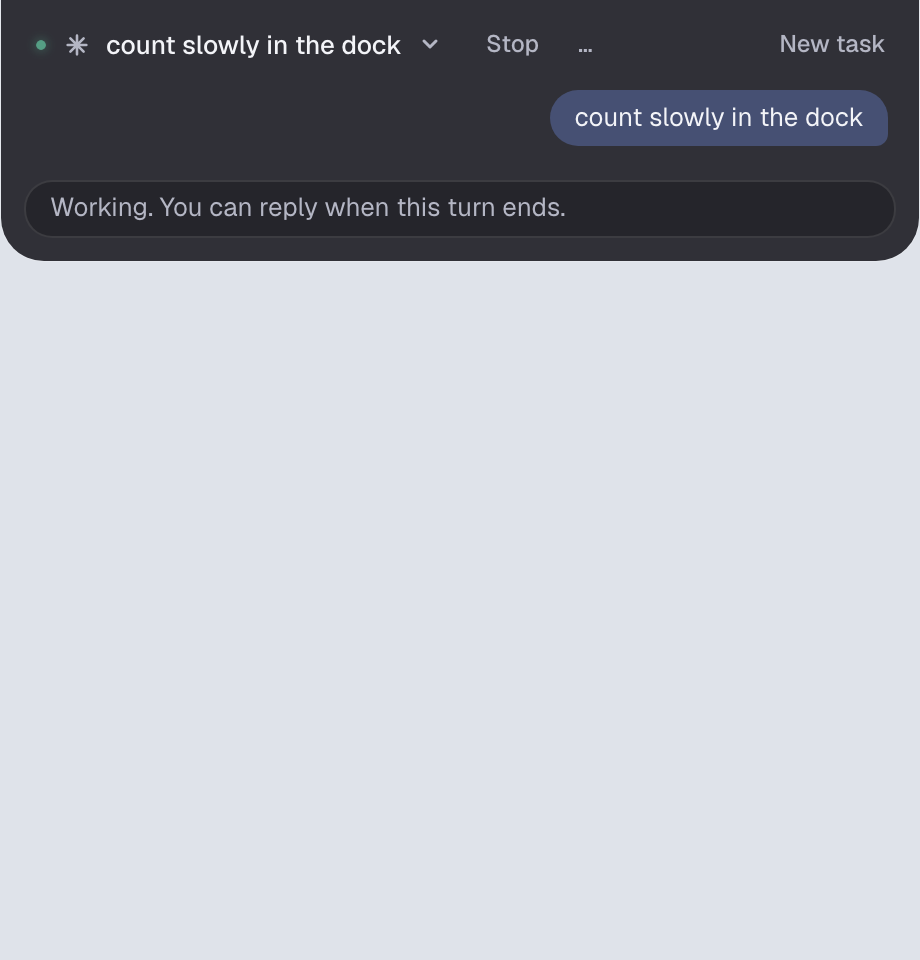 count slowly in the dock Stop ... New task
count slowly in the dock
Working. You can reply when this turn ends.